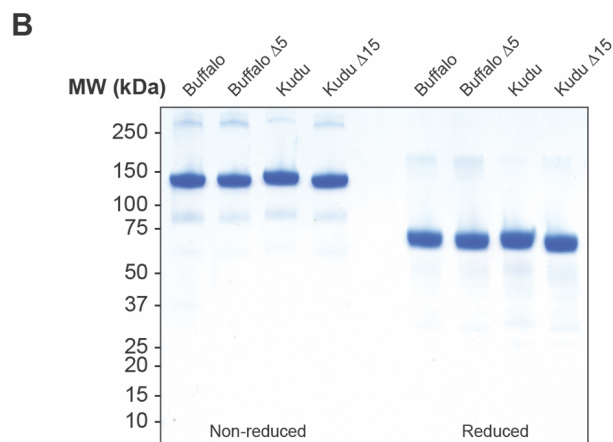 B
MW (kDa)
Buffalo
Buffalo Δ5
Kudu
Kudu Δ15
Buffalo
Buffalo Δ5
Kudu
Kudu Δ15
250
150
100
75
50
37
25
20
15
10
Non-reduced
Reduced